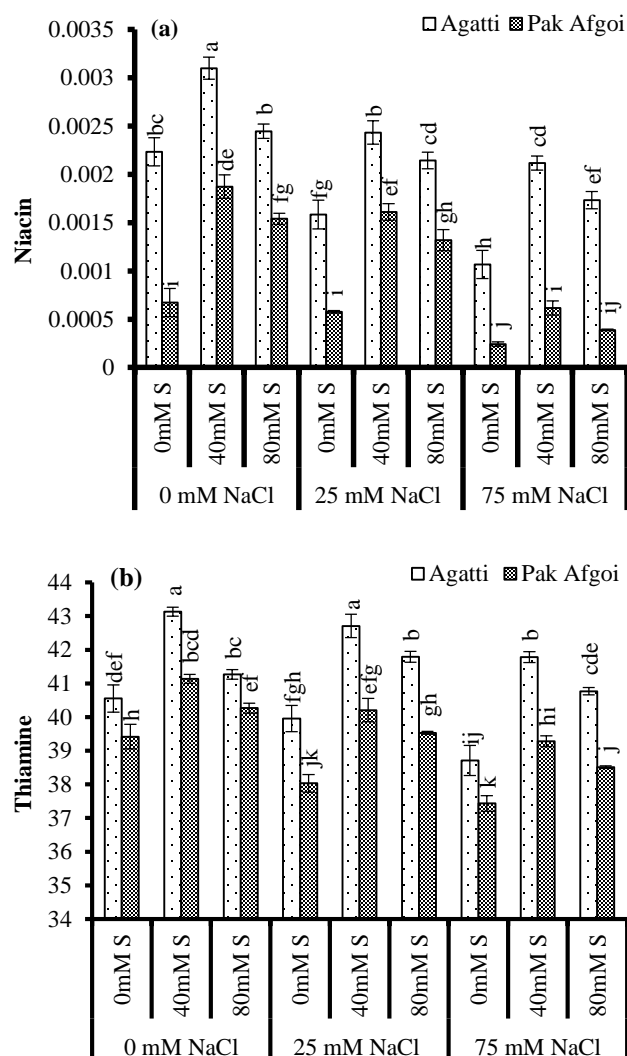 (a)
Agatti Pak Afgoi
0.0035
0.003
0.0025
0.002
0.0015
0.001
0.0005
0
Niacin
bc i a de b fg fg i b ef cd gh h j cd i ef ij
0mM S 40mM S 80mM S 0mM S 40mM S 80mM S 0mM S 40mM S 80mM S
0 mM NaCl 25 mM NaCl 75 mM NaCl
(b)
Agatti Pak Afgoi
44
43
42
41
40
39
38
37
36
35
34
Thiamine
def h a bcd bc ef fgh jk a efg b gh ij k b hi cde j
0mM S 40mM S 80mM S 0mM S 40mM S 80mM S 0mM S 40mM S 80mM S
0 mM NaCl 25 mM NaCl 75 mM NaCl